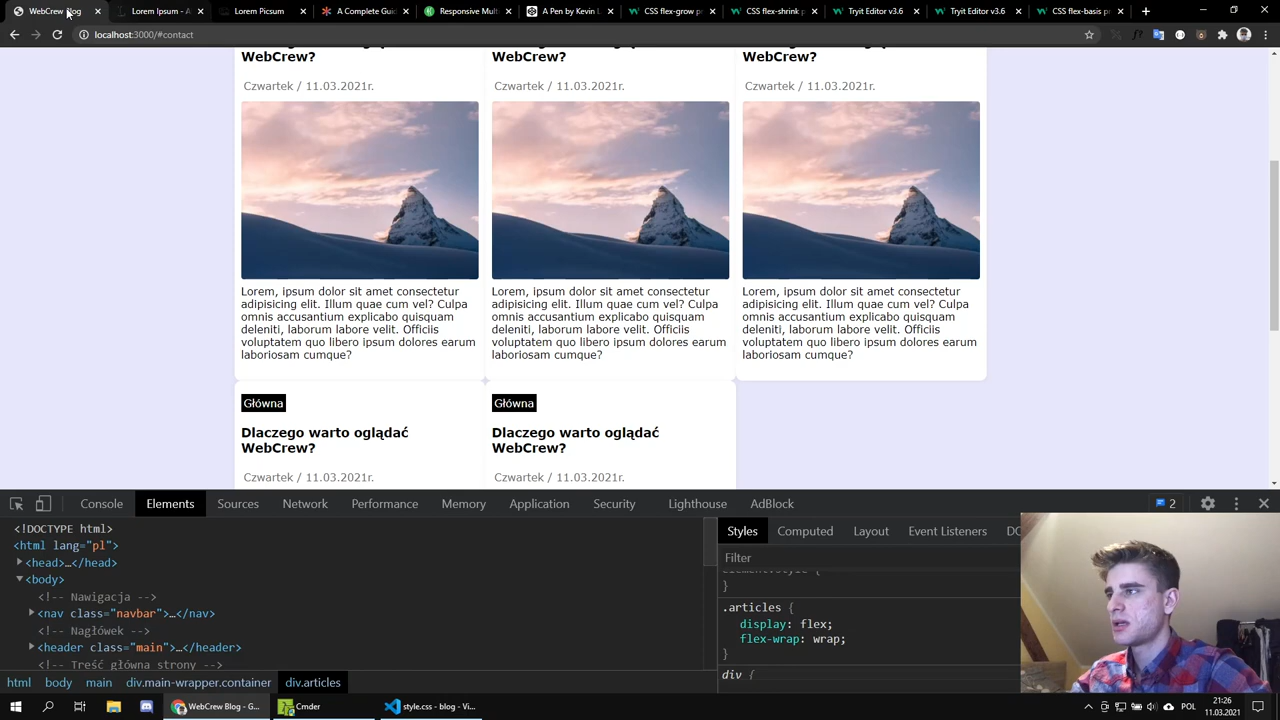 WebCrew Blog
Lorem Ipsum - A
Lorem Picsum
A Complete Guid
Responsive Multi
A Pen by Kevin
CSS flex-grow p
CSS flex-shrink p
Tryit Editor v3.6
Tryit Editor v3.6
CSS flex-basis p
localhost:3000/#contact
WebCrew?
WebCrew?
WebCrew?
Czwartek / 11.03.2021r.
Czwartek / 11.03.2021r.
Czwartek / 11.03.2021r.
Lorem, ipsum dolor sit amet consectetur
adipisicing elit. Illum quae cum vel? Culpa
omnis accusantium explicabo quisquam
deleniti, laborum labore velit. Officiis
voluptatem quo libero ipsum dolores earum
laboriosam cumque?
Lorem, ipsum dolor sit amet consectetur
adipisicing elit. Illum quae cum vel? Culpa
omnis accusantium explicabo quisquam
deleniti, laborum labore velit. Officiis
voluptatem quo libero ipsum dolores earum
laboriosam cumque?
Lorem, ipsum dolor sit amet consectetur
adipisicing elit. Illum quae cum vel? Culpa
omnis accusantium explicabo quisquam
deleniti, laborum labore velit. Officiis
voluptatem quo libero ipsum dolores earum
laboriosam cumque?
Główna
Dlaczego warto oglądać
WebCrew?
Czwartek / 11.03.2021r.
Główna
Dlaczego warto oglądać
WebCrew?
Czwartek / 11.03.2021r.
Console Elements Sources Network Performance Memory Application Security Lighthouse AdBlock 2
<!DOCTYPE html>
<html lang="pl">
<head>…</head>
<body>
<!-- Nawigacja -->
<nav class="navbar">…</nav>
<!-- Nagłówek -->
<header class="main">…</header>
<!-- Treść główna strony -->
html body main div.main-wrapper.container div.articles
Styles Computed Layout Event Listeners DO
Filter
element.style {
}
.articles {
display: flex;
flex-wrap: wrap;
}
div {
WebCrew Blog - G...
Cmder
style.css - blog - Vi...
POL
21:26
11.03.2021